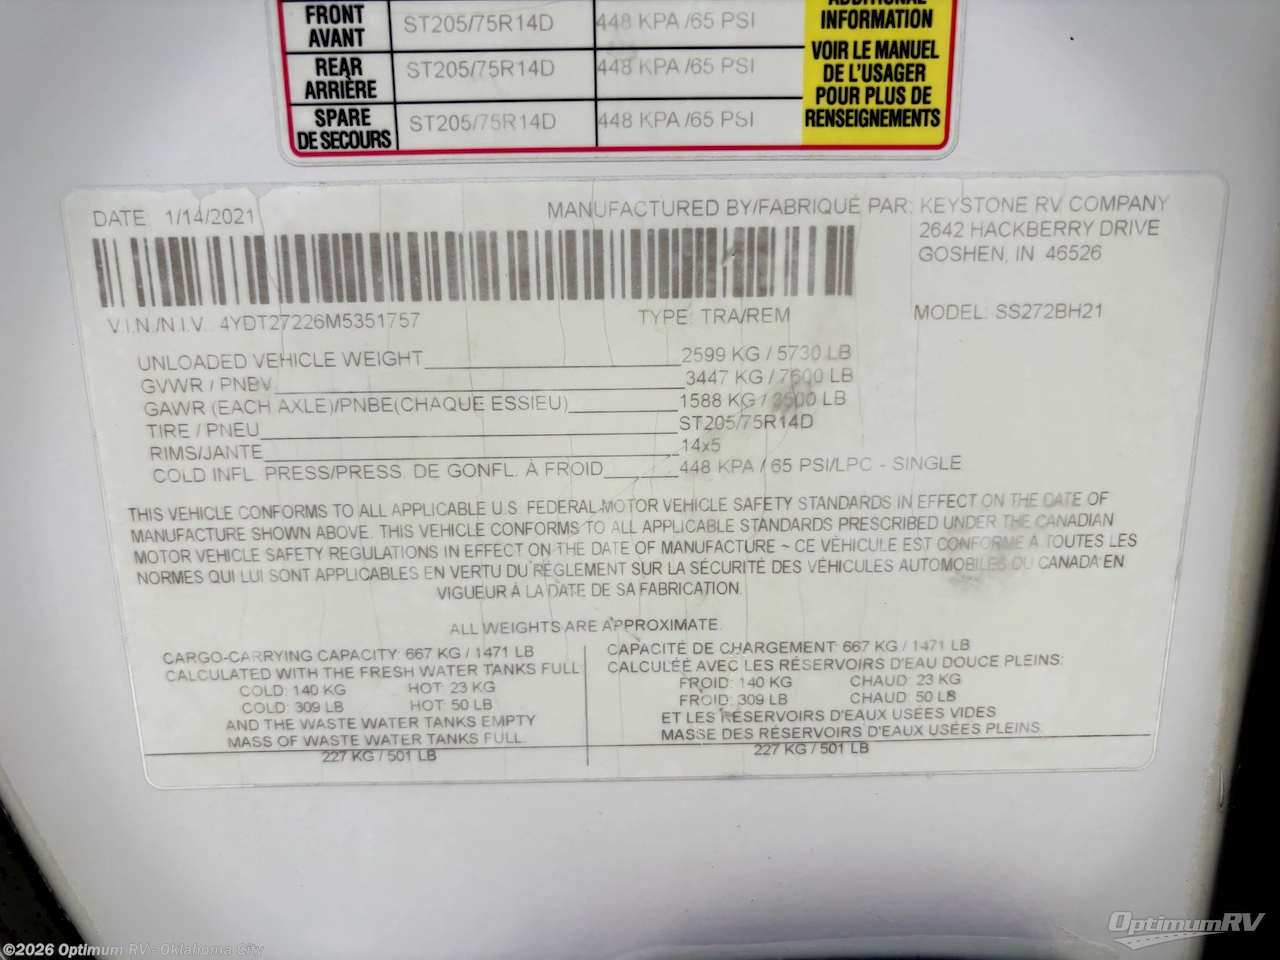 FRONT
AVANT
ST205/75R14D
448 KPA /65 PSI
REAR
ARRIÈRE
ST205/75R14D
448 KPA /65 PSI
SPARE
DE SECOURS
ST205/75R14D
448 KPA /65 PSI
ADDITIONAL
INFORMATION
VOIR LE MANUEL
DE L'USAGER
POUR PLUS DE
RENSEIGNEMENTS
DATE: 1/14/2021
MANUFACTURED BY/FABRIQUÉ PAR: KEYSTONE RV COMPANY
2642 HACKBERRY DRIVE
GOSHEN, IN 46526
V.I.N./N.I.V. 4YDT27226M5351757
TYPE: TRA/REM
MODEL: SS272BH21
UNLOADED VEHICLE WEIGHT 2599 KG / 5730 LB
GVWR / PNBV 3447 KG / 7600 LB
GAWR (EACH AXLE)/PNBE(CHAQUE ESSIEU) 1588 KG / 3500 LB
TIRE / PNEU ST205/75R14D
RIMS/JANTE 14x5
COLD INFL. PRESS/PRESS. DE GONFL. À FROID 448 KPA / 65 PSI/LPC - SINGLE
THIS VEHICLE CONFORMS TO ALL APPLICABLE U.S. FEDERAL MOTOR VEHICLE SAFETY STANDARDS IN EFFECT ON THE DATE OF
MANUFACTURE SHOWN ABOVE. THIS VEHICLE CONFORMS TO ALL APPLICABLE STANDARDS PRESCRIBED UNDER THE CANADIAN
MOTOR VEHICLE SAFETY REGULATIONS IN EFFECT ON THE DATE OF MANUFACTURE ~ CE VÉHICULE EST CONFORME À TOUTES LES
NORMES QUI LUI SONT APPLICABLES EN VERTU DU RÈGLEMENT SUR LA SÉCURITÉ DES VÉHICULES AUTOMOBILES DU CANADA EN
VIGUEUR À LA DATE DE SA FABRICATION.
ALL WEIGHTS ARE APPROXIMATE.
CARGO-CARRYING CAPACITY: 667 KG / 1471 LB
CALCULATED WITH THE FRESH WATER TANKS FULL:
COLD: 140 KG HOT: 23 KG
COLD: 309 LB HOT: 50 LB
AND THE WASTE WATER TANKS EMPTY
MASS OF WASTE WATER TANKS FULL:
227 KG / 501 LB
CAPACITÉ DE CHARGEMENT: 667 KG / 1471 LB
CALCULÉE AVEC LES RÉSERVOIRS D'EAU DOUCE PLEINS:
FROID: 140 KG CHAUD: 23 KG
FROID: 309 LB CHAUD: 50 LB
ET LES RÉSERVOIRS D'EAUX USÉES VIDES
MASSE DES RÉSERVOIRS D'EAUX USÉES PLEINS:
227 KG / 501 LB
OptimumRV
©2026 Optimum RV - Oklahoma City